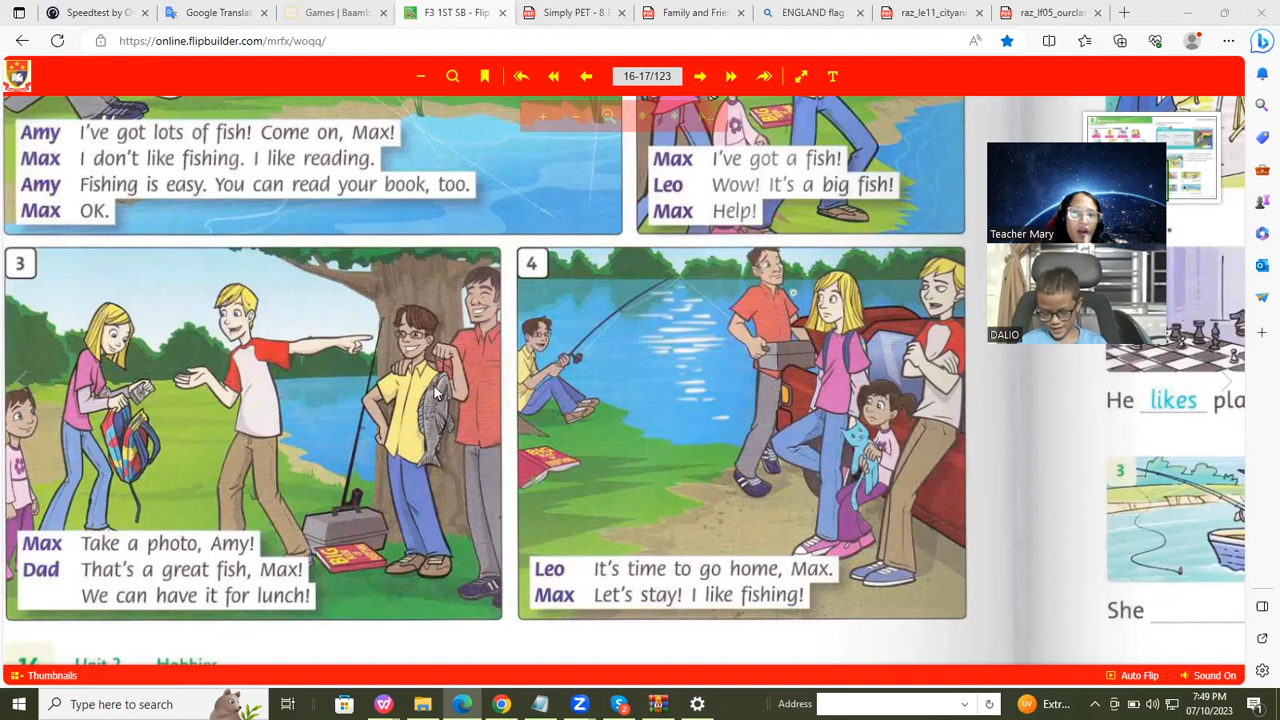 Speedtest by O
Google Translat
Games | Baamb
F3 1ST SB - Flip
Simply PET - 8 F
Family and Frie
ENGLAND flag
raz_le11_cityan
raz_lf05_ourclas
https://online.flipbuilder.com/mrfx/woqq/
16-17/123
Amy I've got lots of fish! Come on, Max!
Max I don't like fishing. I like reading.
Amy Fishing is easy. You can read your book, too.
Max OK.
Max I've got a fish!
Leo Wow! It's a big fish!
Max Help!
Teacher Mary
DALIO
3
Max Take a photo, Amy!
Dad That's a great fish, Max!
We can have it for lunch!
4
Leo It's time to go home, Max.
Max Let's stay! I like fishing!
He likes pla
3
She
Unit 2 Hobbies
Thumbnails
Auto Flip
Sound On
Type here to search
Address
Extr...
7:49 PM
07/10/2023